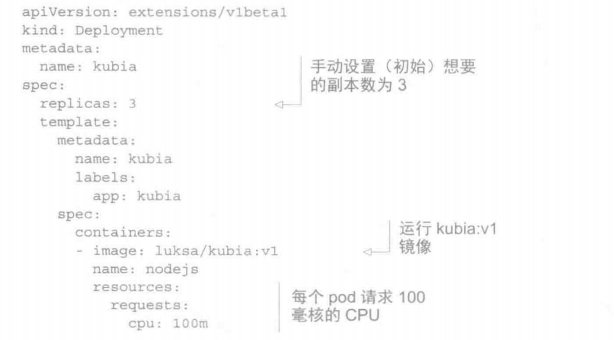 apiVersion: extensions/v1beta1
kind: Deployment
metadata:
  name: kubia
spec:
  replicas: 3
  template:
    metadata:
      name: kubia
      labels:
        app: kubia
    spec:
      containers:
      - image: luksa/kubia:v1
        name: nodejs
        resources:
          requests:
            cpu: 100m
手动设置（初始）想要
的副本数为 3
运行 kubia:v1
镜像
每个 pod 请求 100
毫核的 CPU